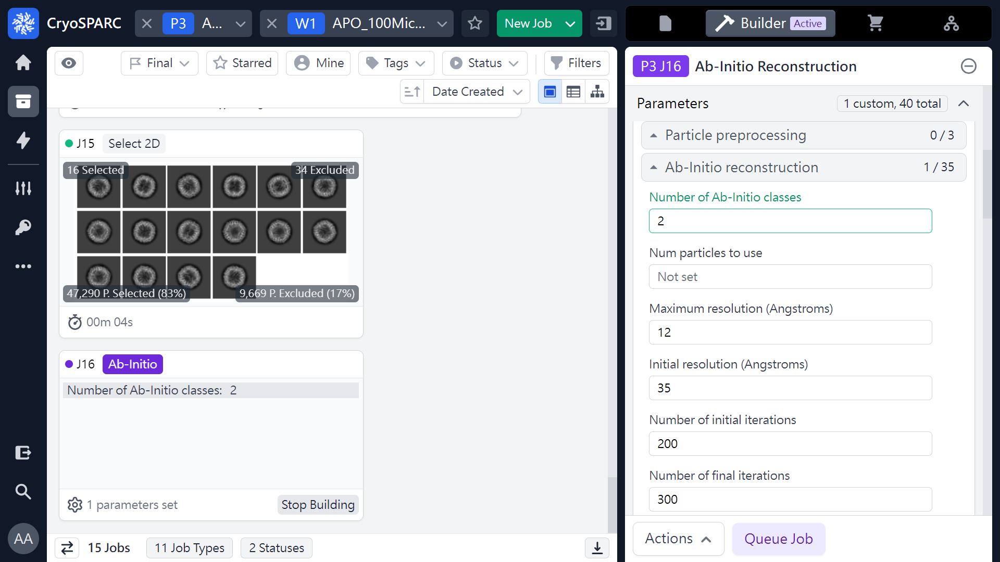 CryoSPARC
P3 A...
W1 APO_100Mic...
New Job
Builder Active
Final
Starred
Mine
Tags
Status
Filters
Date Created
J15 Select 2D
16 Selected
34 Excluded
47,290 P. Selected (83%)
9,669 P. Excluded (17%)
00m 04s
J16 Ab-Initio
Number of Ab-Initio classes: 2
1 parameters set
Stop Building
AA
15 Jobs
11 Job Types
2 Statuses
P3 J16 Ab-Initio Reconstruction
Parameters
1 custom, 40 total
Particle preprocessing 0 / 3
Ab-Initio reconstruction 1 / 35
Number of Ab-Initio classes
2
Num particles to use
Not set
Maximum resolution (Angstroms)
12
Initial resolution (Angstroms)
35
Number of initial iterations
200
Number of final iterations
300
Actions
Queue Job